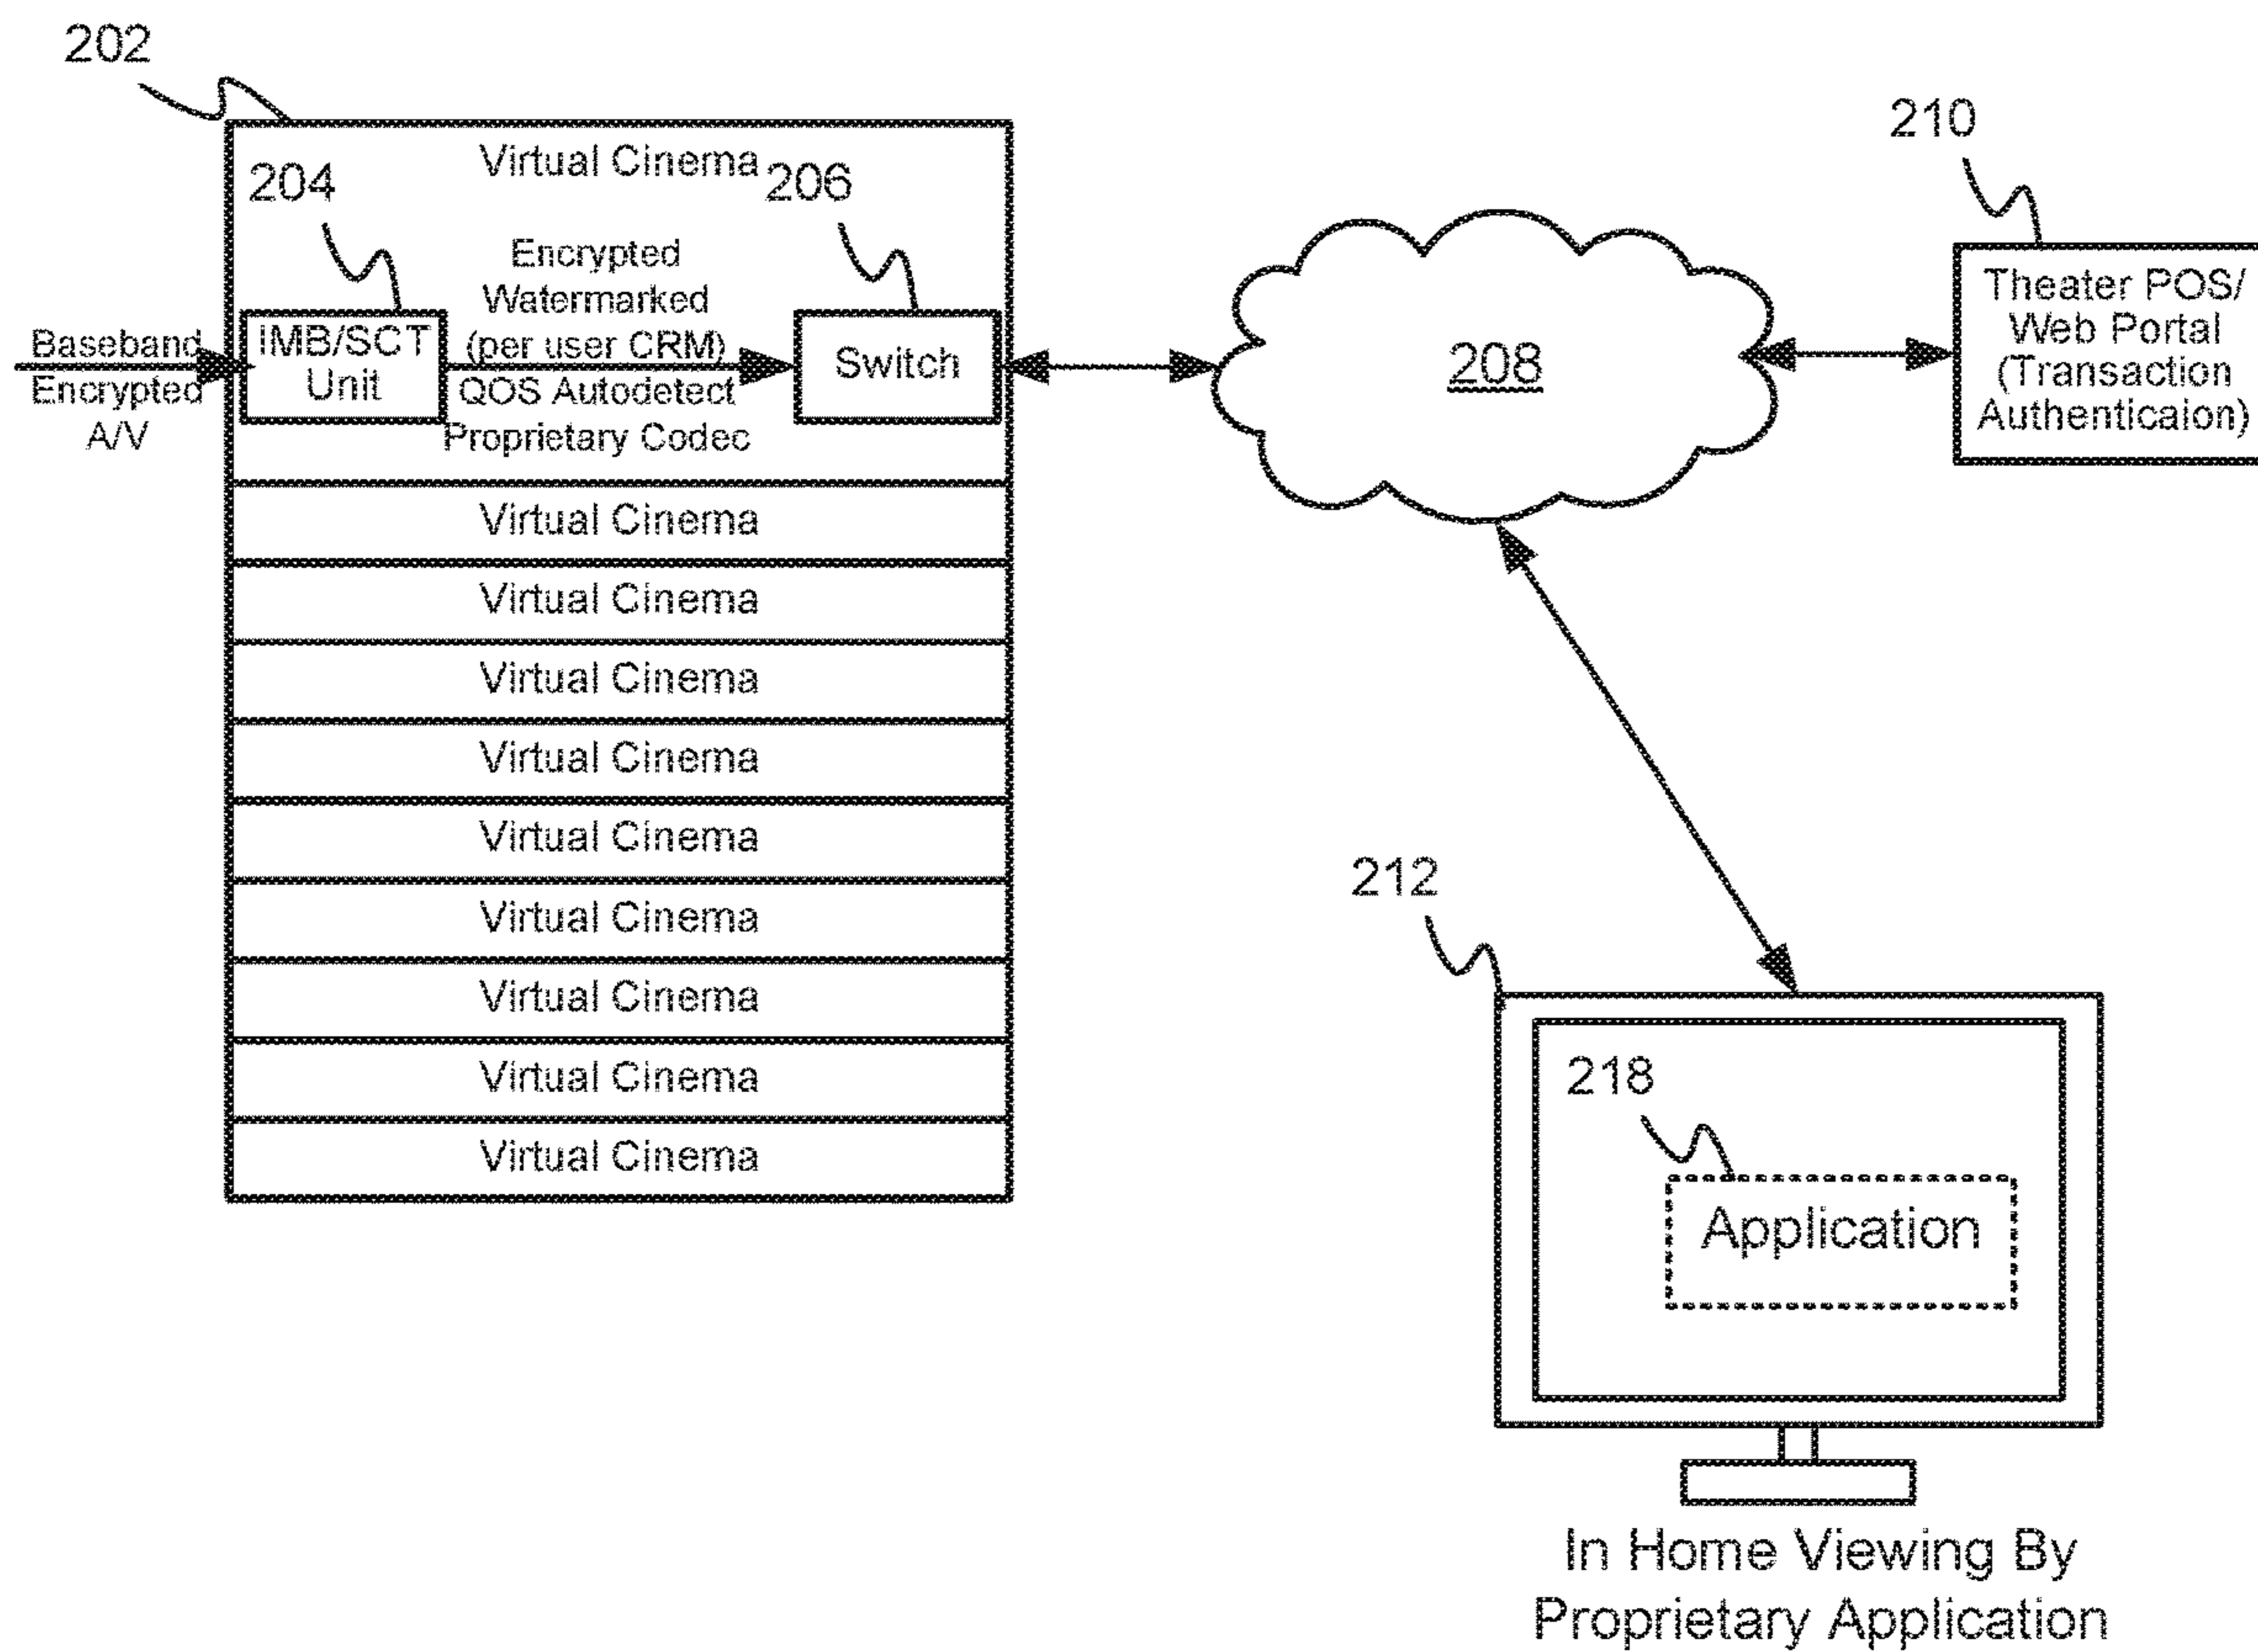 202
Virtual Cinema
204
206
Encrypted
Watermarked
(per user CRM)
QOS Autodetect
Proprietary Codec
Baseband
Encrypted
A/V
IMB/SCT
Unit
Switch
208
210
Theater POS/
Web Portal
(Transaction
Authenticaion)
Virtual Cinema
Virtual Cinema
Virtual Cinema
Virtual Cinema
Virtual Cinema
Virtual Cinema
Virtual Cinema
Virtual Cinema
Virtual Cinema
212
218
Application
In Home Viewing By
Proprietary Application